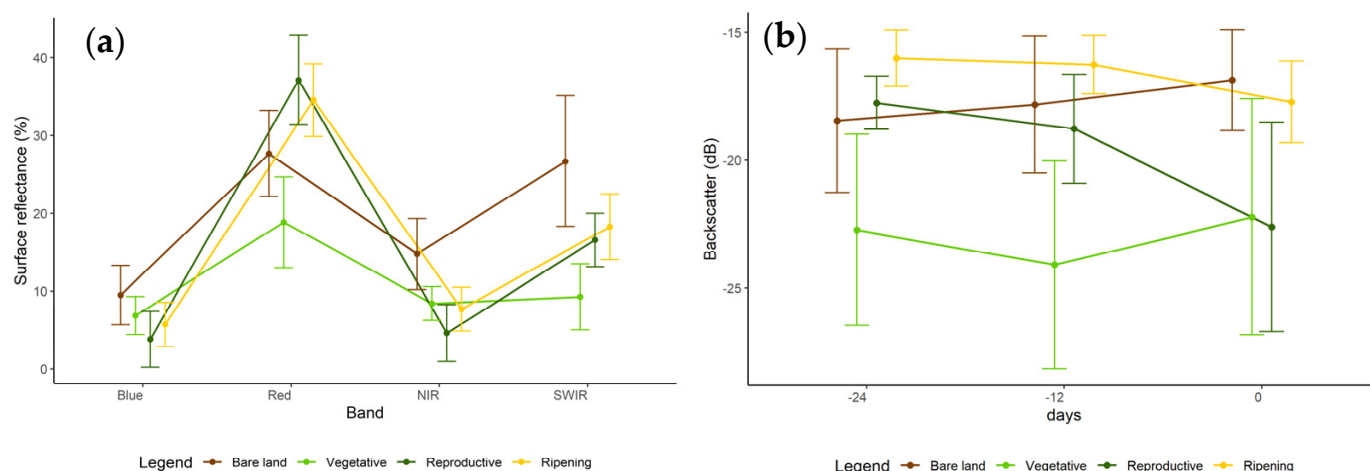 (a)
Surface reflectance (%)
40
30
20
10
0
Blue Red NIR SWIR
Band
Legend Bare land Vegetative Reproductive Ripening
(b)
Backscatter (dB)
-15
-20
-25
-24 -12 0
days
Legend Bare land Vegetative Reproductive Ripening